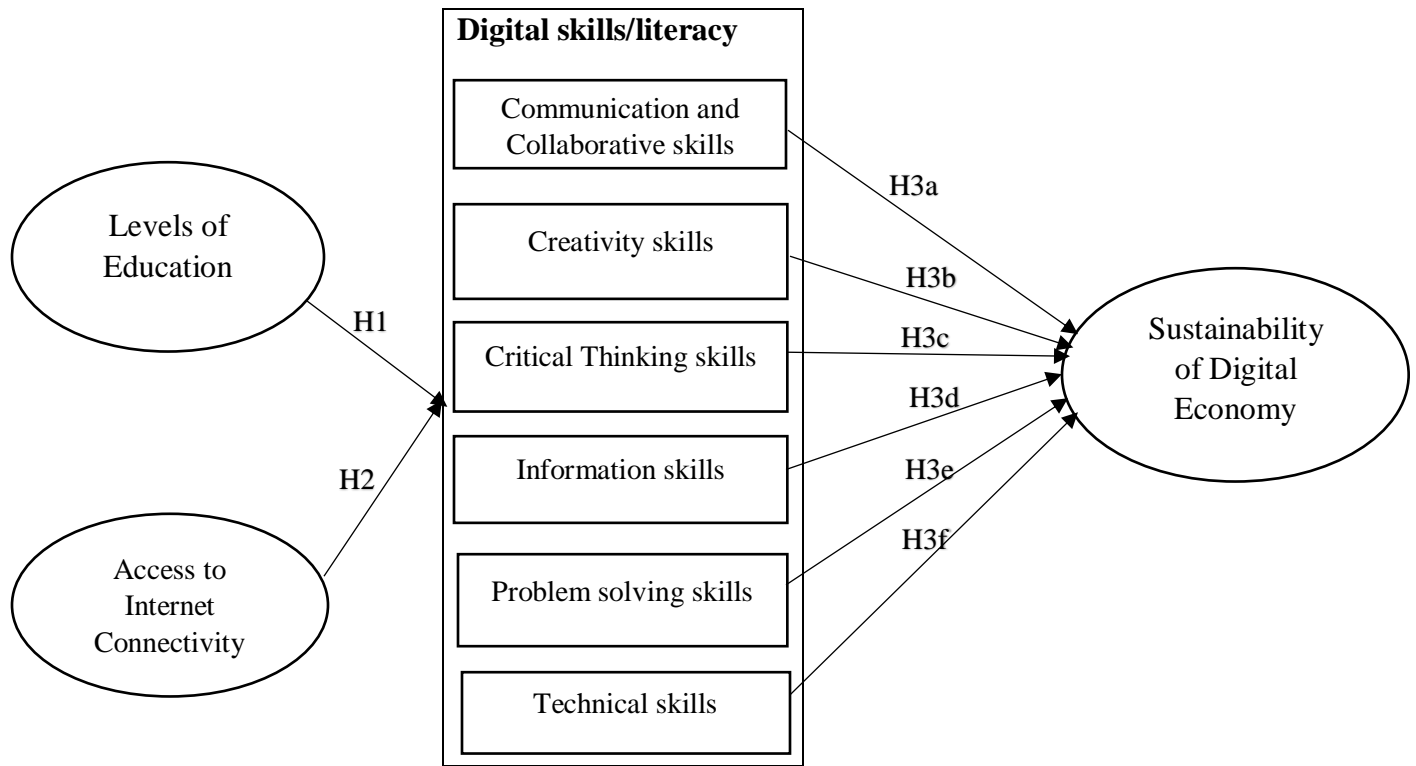 Digital skills/literacy
Communication and
Collaborative skills
Creativity skills
Critical Thinking skills
Information skills
Problem solving skills
Technical skills
Levels of
Education
Access to
Internet
Connectivity
H1
H2
H3a
H3b
H3c
H3d
H3e
H3f
Sustainability
of Digital
Economy